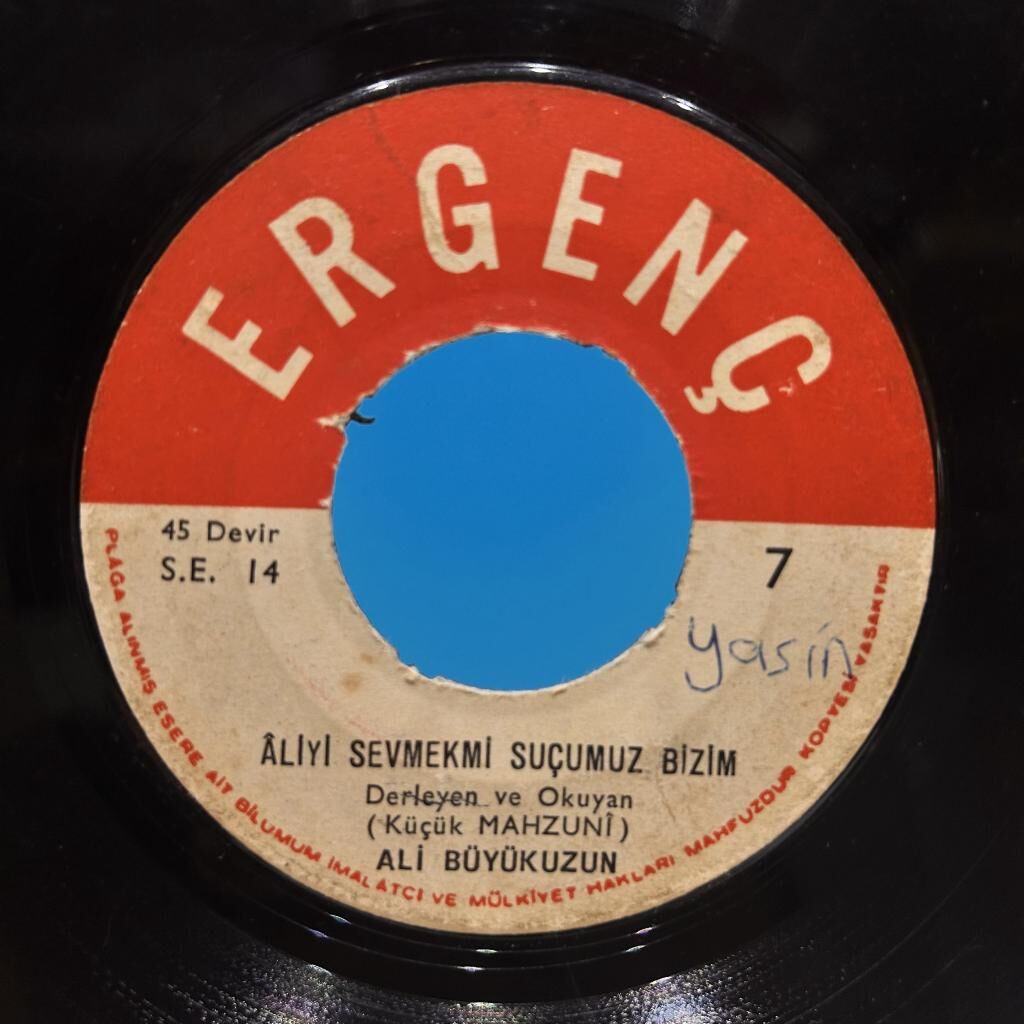 ERGENÇ
45 Devir
S.E. 14
7
yasin
ÂLİYİ SEVMEKMİ SUÇUMUZ BİZİM
Derleyen ve Okuyan
(Küçük MAHZUNÎ)
ALİ BÜYÜKUZUN
PLAĞA ALINMIŞ ESERE AİT BİLUMUM İMALATÇI VE MÜLKİYET HAKLARI MAHFUZDUR KOPYESİ YASAKTIR